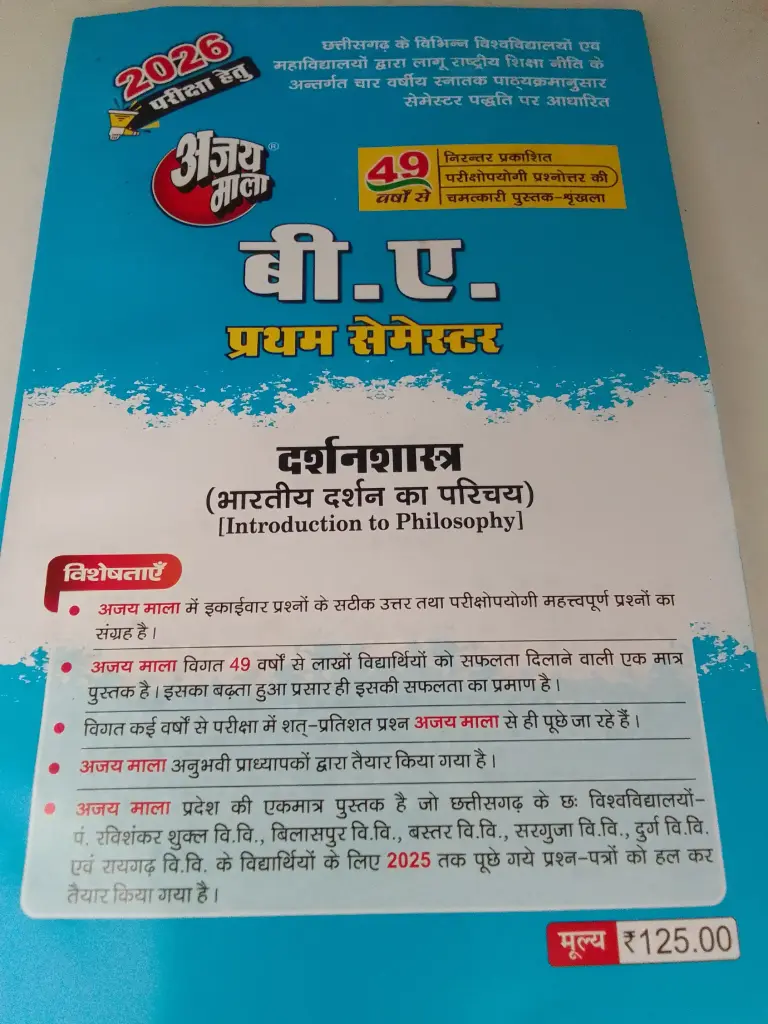 2026
परीक्षा हेतु
छत्तीसगढ़ के विभिन्न विश्वविद्यालयों एवं
महाविद्यालयों द्वारा लागू राष्ट्रीय शिक्षा नीति के
अन्तर्गत चार वर्षीय स्नातक पाठ्यक्रमानुसार
सेमेस्टर पद्धति पर आधारित
अजय®
माला
49
वर्षों से
निरन्तर प्रकाशित
परीक्षोपयोगी प्रश्नोत्तर की
चमत्कारी पुस्तक-श्रृंखला
बी.ए.
प्रथम सेमेस्टर
दर्शनशास्त्र
(भारतीय दर्शन का परिचय)
[Introduction to Philosophy]
विशेषताएँ
• अजय माला में इकाईवार प्रश्नों के सटीक उत्तर तथा परीक्षोपयोगी महत्त्वपूर्ण प्रश्नों का
संग्रह है।
• अजय माला विगत 49 वर्षों से लाखों विद्यार्थियों को सफलता दिलाने वाली एक मात्र
पुस्तक है। इसका बढ़ता हुआ प्रसार ही इसकी सफलता का प्रमाण है।
• विगत कई वर्षों से परीक्षा में शत्-प्रतिशत प्रश्न अजय माला से ही पूछे जा रहे हैं।
• अजय माला अनुभवी प्राध्यापकों द्वारा तैयार किया गया है।
• अजय माला प्रदेश की एकमात्र पुस्तक है जो छत्तीसगढ़ के छः विश्वविद्यालयों-
पं. रविशंकर शुक्ल वि.वि., बिलासपुर वि.वि., बस्तर वि.वि., सरगुजा वि.वि., दुर्ग वि.वि.
एवं रायगढ़ वि.वि. के विद्यार्थियों के लिए 2025 तक पूछे गये प्रश्न-पत्रों को हल कर
तैयार किया गया है।
मूल्य ₹125.00